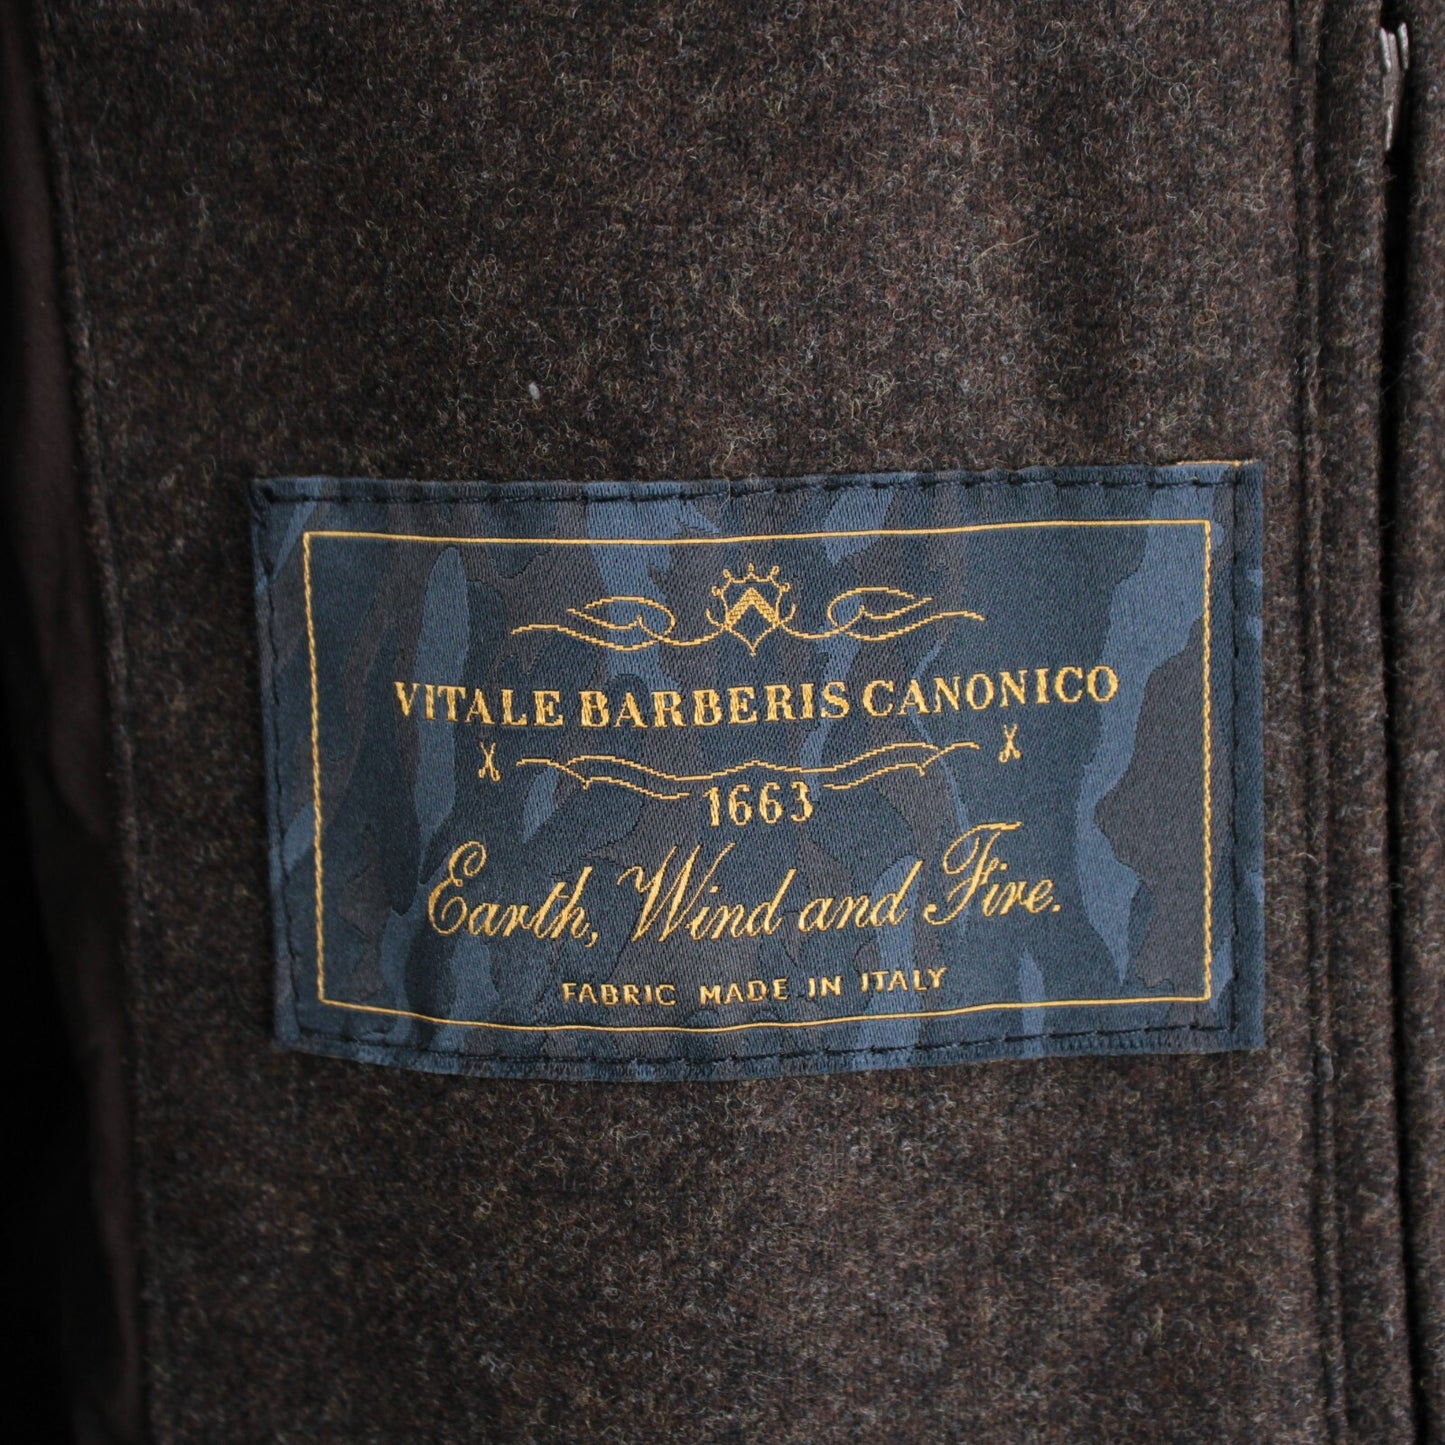 VITALE BARBERIS CANONICO
1663
Earth, Wind and Fire.
FABRIC MADE IN ITALY